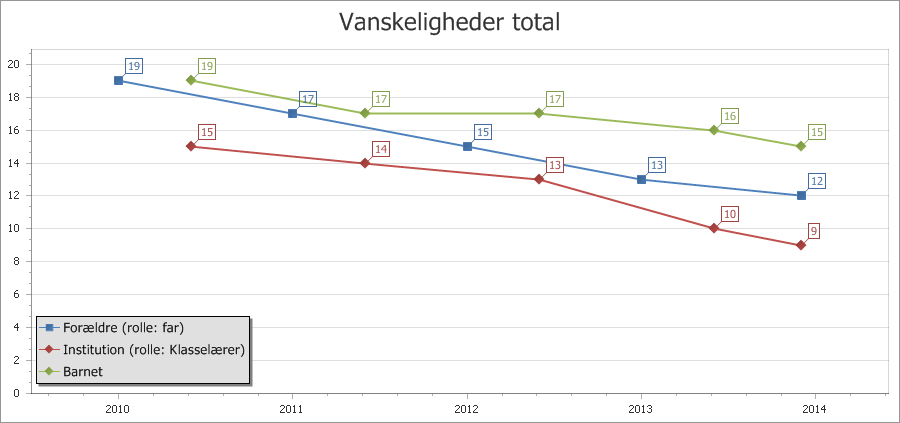 Vanskeligheder total
20
18
16
14
12
10
8
6
4
2
0
19 17 15 13 12
15 14 13 10 9
19 17 17 16 15
Forældre (rolle: far)
Institution (rolle: Klasselærer)
Barnet
2010 2011 2012 2013 2014